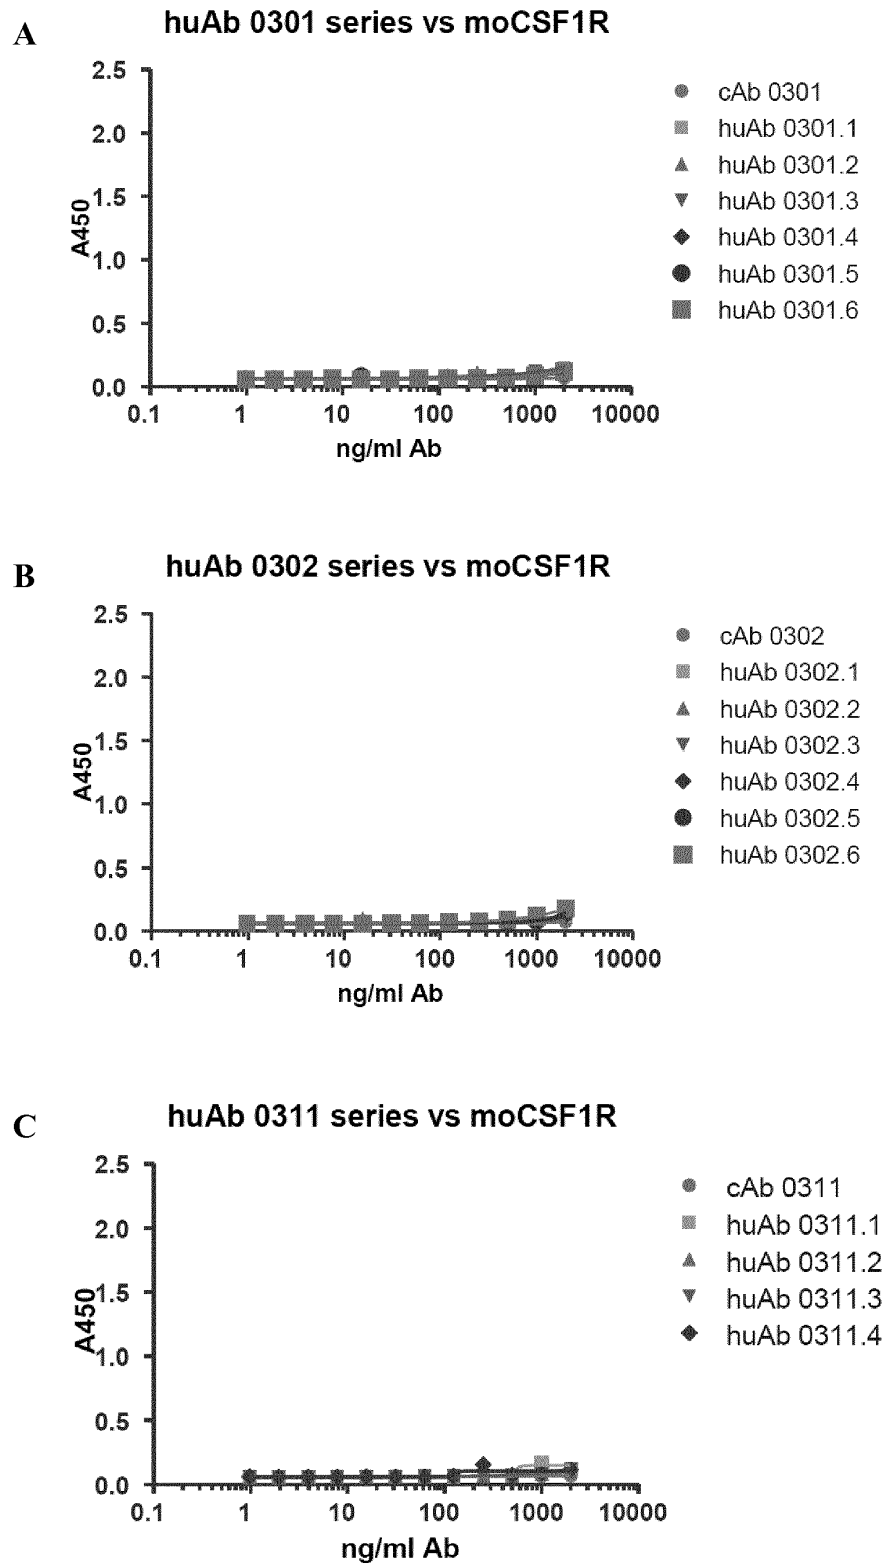 A
huAb 0301 series vs moCSF1R
2.5
2.0
1.5
1.0
0.5
0.0
A450
0.1
1
10
100
1000
10000
ng/ml Ab
cAb 0301
huAb 0301.1
huAb 0301.2
huAb 0301.3
huAb 0301.4
huAb 0301.5
huAb 0301.6
B
huAb 0302 series vs moCSF1R
2.5
2.0
1.5
1.0
0.5
0.0
A450
0.1
1
10
100
1000
10000
ng/ml Ab
cAb 0302
huAb 0302.1
huAb 0302.2
huAb 0302.3
huAb 0302.4
huAb 0302.5
huAb 0302.6
C
huAb 0311 series vs moCSF1R
2.5
2.0
1.5
1.0
0.5
0.0
A450
0.1
1
10
100
1000
10000
ng/ml Ab
cAb 0311
huAb 0311.1
huAb 0311.2
huAb 0311.3
huAb 0311.4